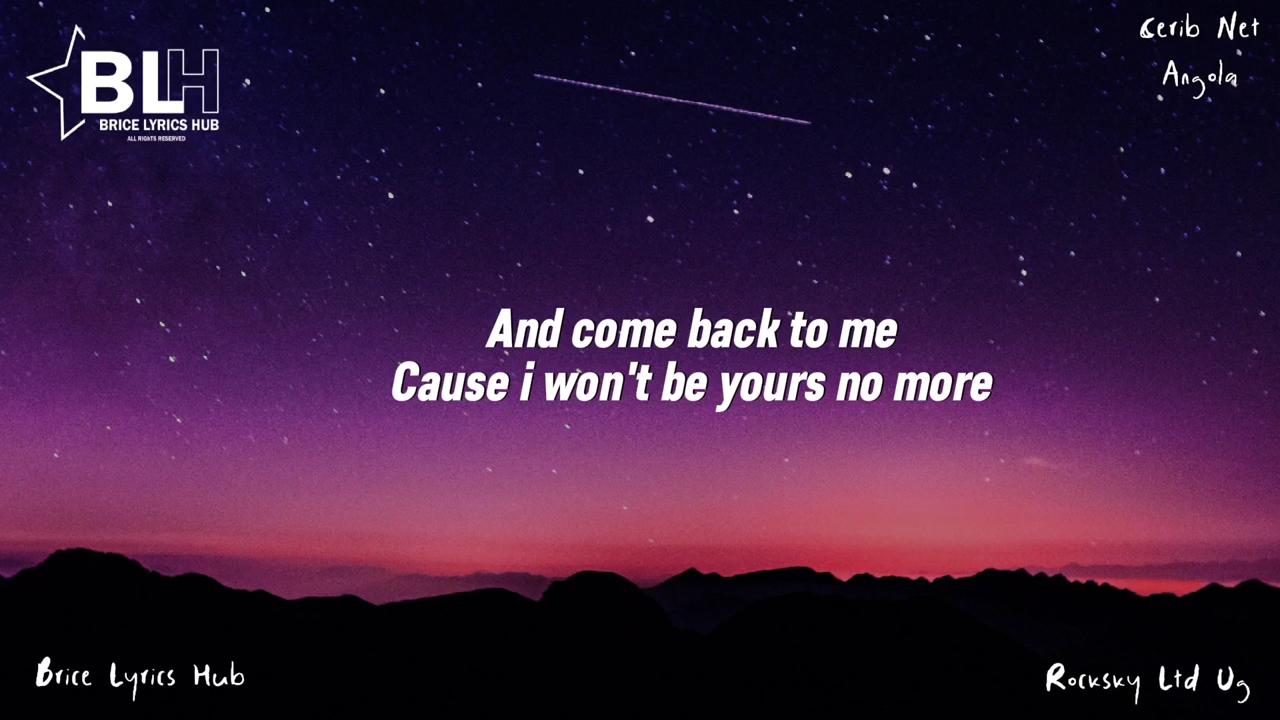 BLH
BRICE LYRICS HUB
ALL RIGHTS RESERVED
Cerib Net
Angola
And come back to me
Cause i won't be yours no more
Brice Lyrics Hub
Rocksky Ltd Ug